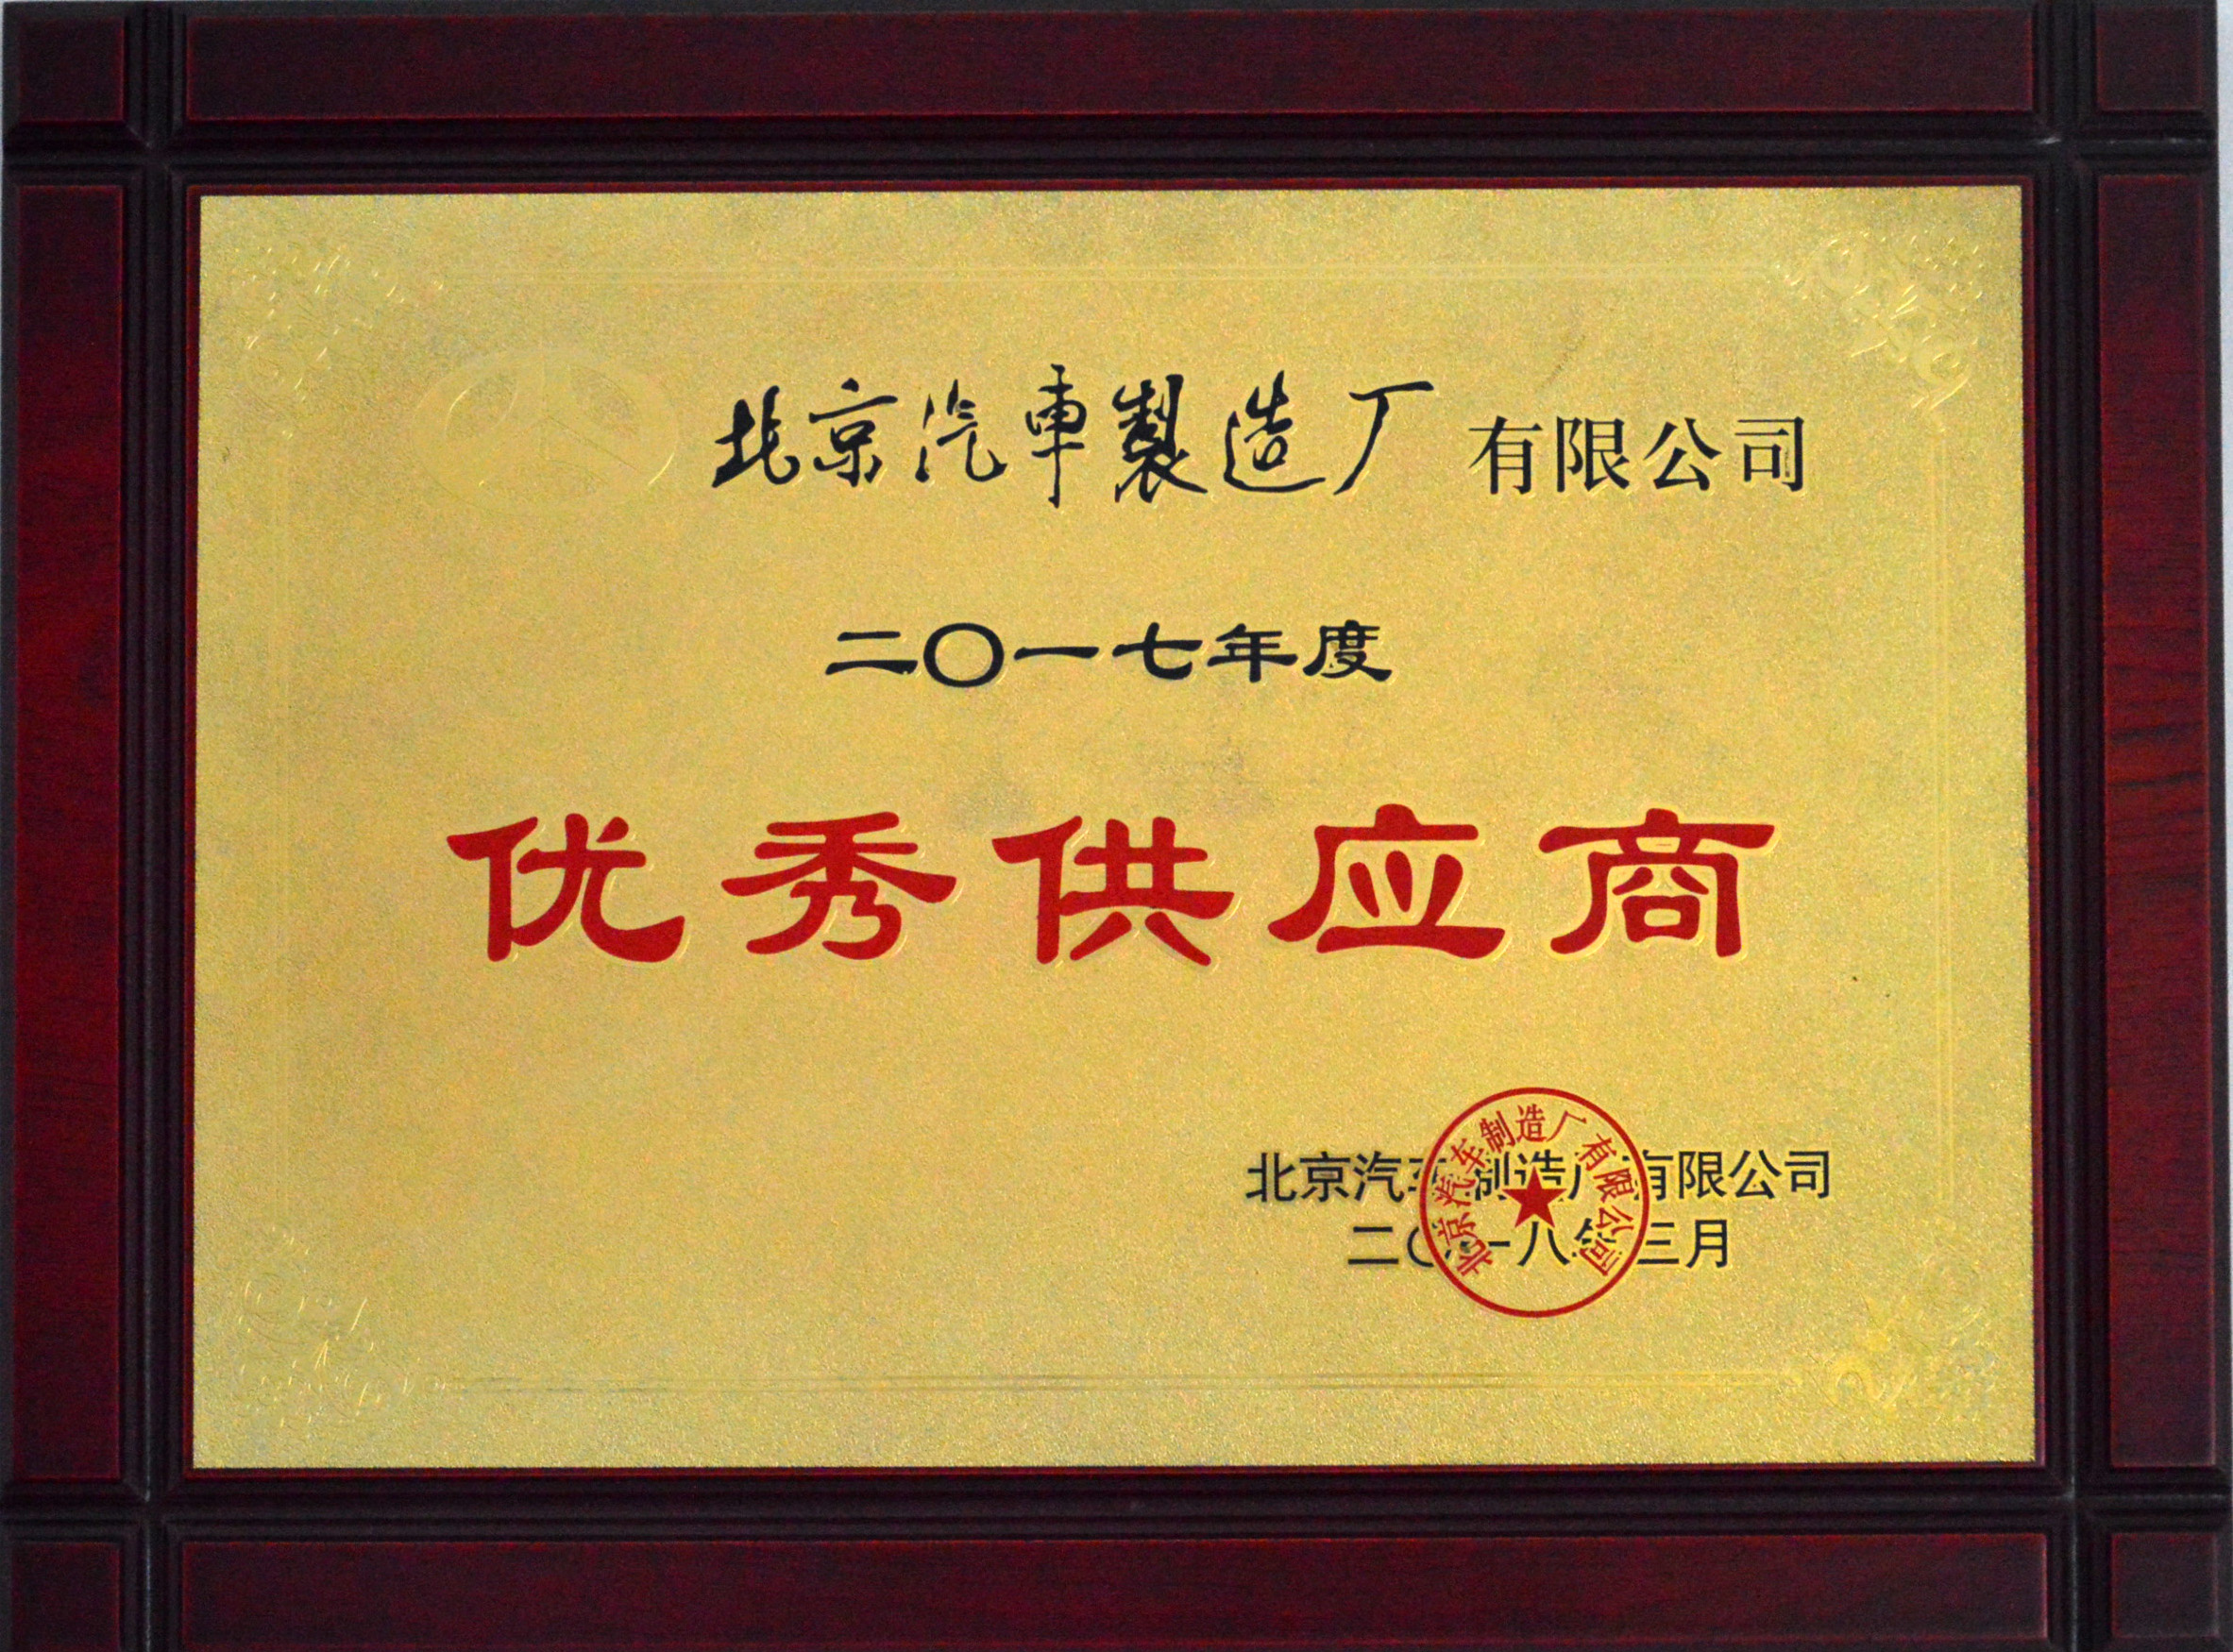 北京汽車製造厂有限公司
二〇一七年度
优秀供应商
北京汽车制造厂有限公司
二〇一八年三月
北京汽车制造厂有限公司